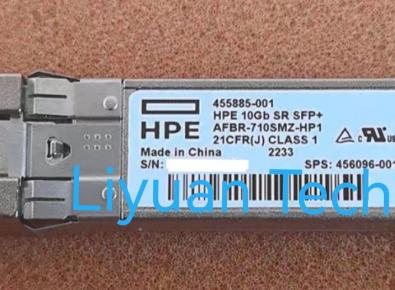 455885-001
HPE 10Gb SR SFP+
AFBR-710SMZ-HP1
21CFR(J) CLASS 1
HPE
Made in China 2233
S/N: SPS: 456096-001
Liyuan Tech